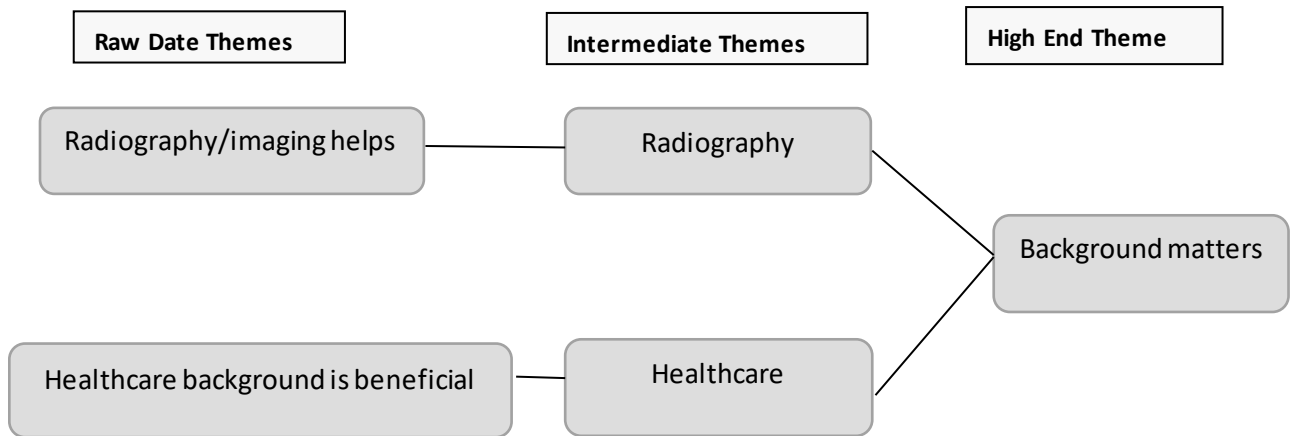 Raw Date Themes
Intermediate Themes
High End Theme
Radiography/imaging helps
Radiography
Background matters
Healthcare background is beneficial
Healthcare